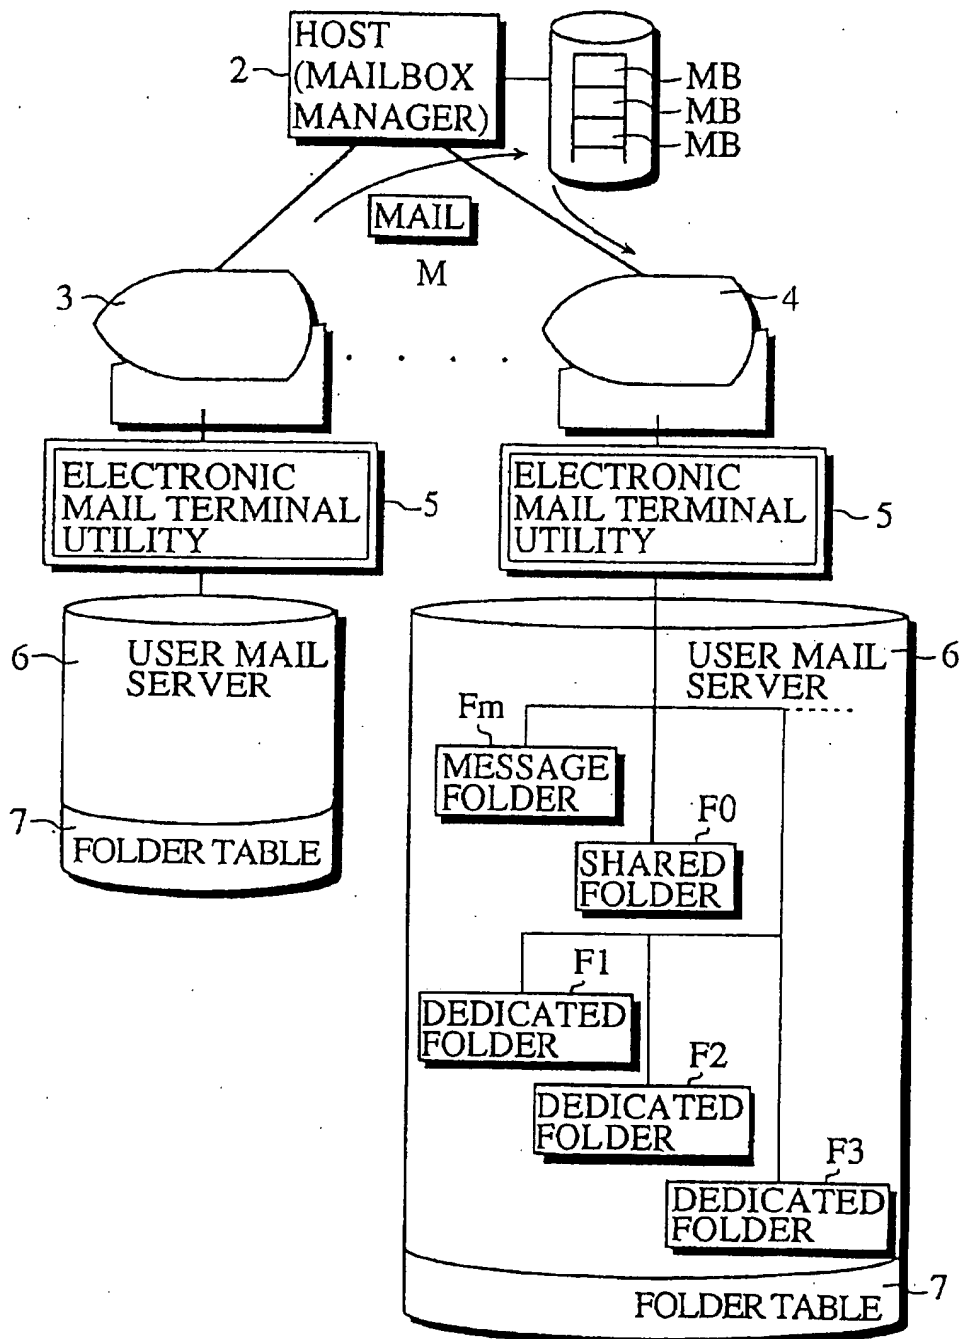 HOST
(MAILBOX
MANAGER)
2
MB
MB
MB
MAIL
M
3
4
ELECTRONIC
MAIL TERMINAL
UTILITY
5
ELECTRONIC
MAIL TERMINAL
UTILITY
5
6
USER MAIL
SERVER
7
FOLDER TABLE
USER MAIL
SERVER
6
Fm
MESSAGE
FOLDER
F0
SHARED
FOLDER
F1
DEDICATED
FOLDER
F2
DEDICATED
FOLDER
F3
DEDICATED
FOLDER
7
FOLDER TABLE